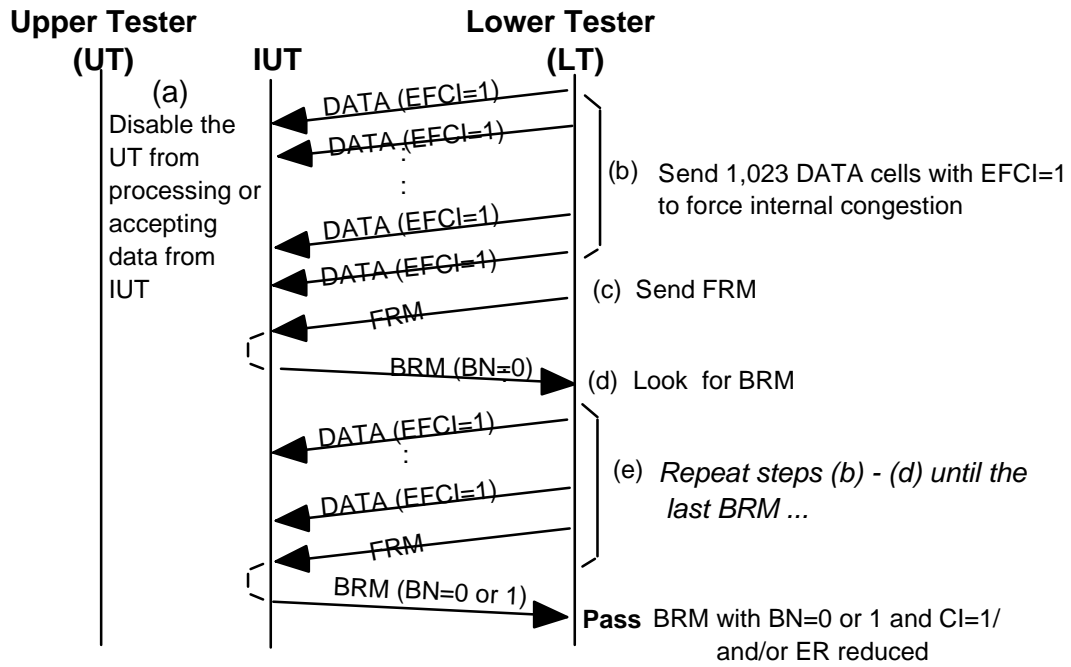 Upper Tester
(UT)
IUT
Lower Tester
(LT)
(a)
Disable the
UT from
processing or
accepting
data from
IUT
DATA (EFCI=1)
DATA (EFCI=1)
:
:
DATA (EFCI=1)
DATA (EFCI=1)
(b) Send 1,023 DATA cells with EFCI=1
to force internal congestion
FRM
(c) Send FRM
BRM (BN=0)
(d) Look for BRM
DATA (EFCI=1)
:
DATA (EFCI=1)
FRM
(e) Repeat steps (b) - (d) until the
last BRM ...
BRM (BN=0 or 1)
Pass BRM with BN=0 or 1 and CI=1/
and/or ER reduced